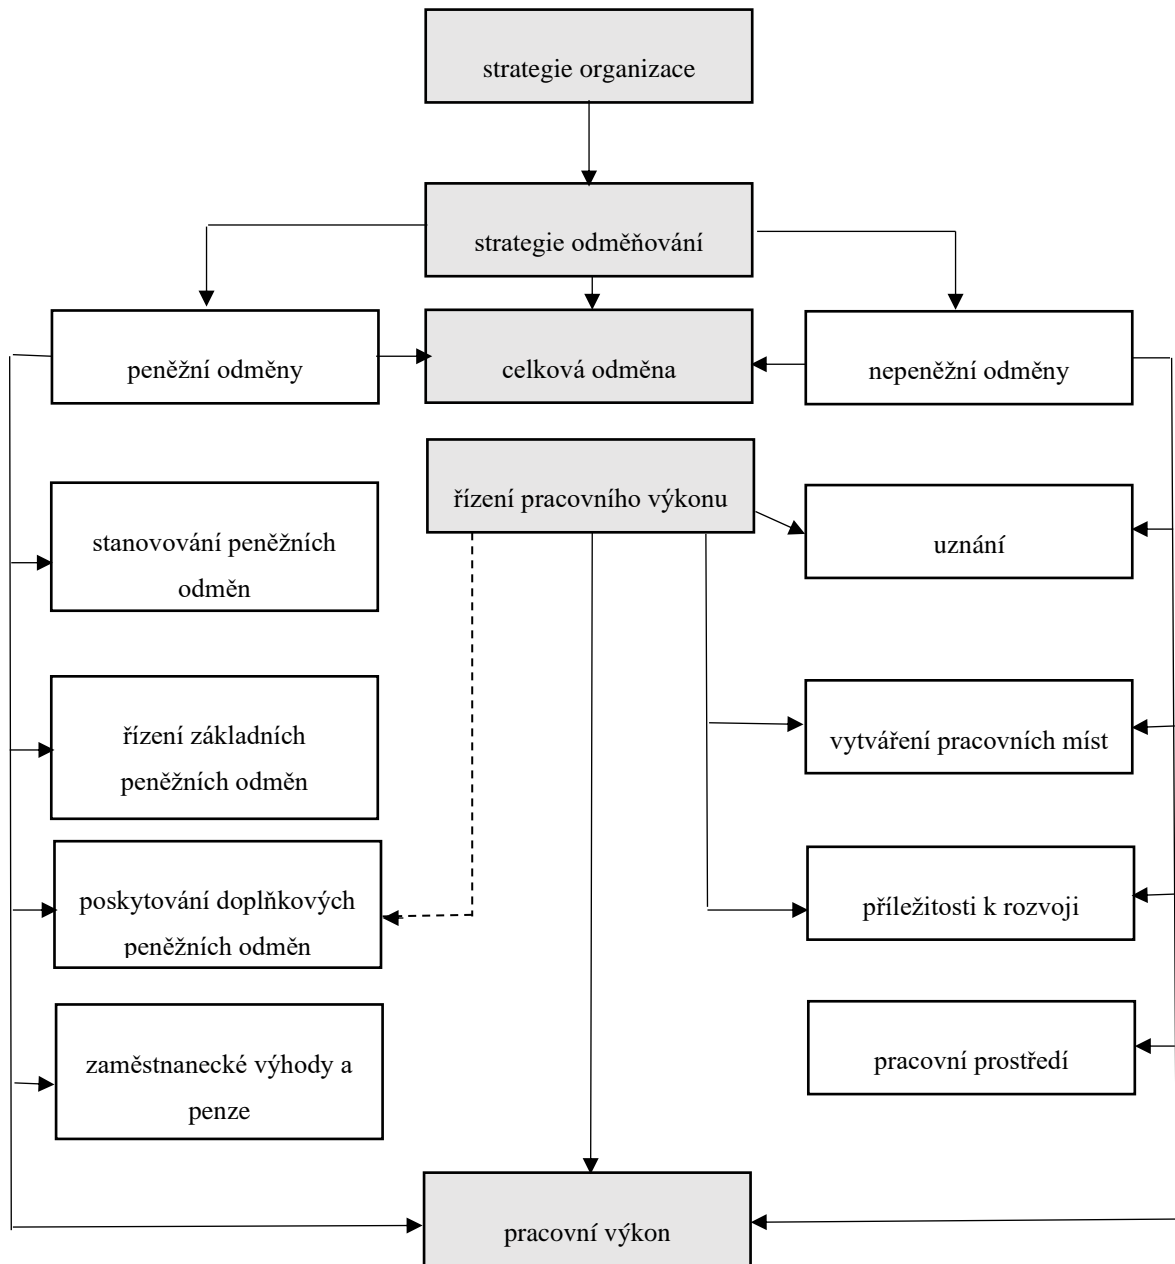 strategie organizace
strategie odměňování
peněžní odměny
celková odměna
nepeněžní odměny
řízení pracovního výkonu
stanovování peněžních
odměn
uznání
řízení základních
peněžních odměn
vytváření pracovních míst
poskytování doplňkových
peněžních odměn
příležitosti k rozvoji
zaměstnanecké výhody a
penze
pracovní prostředí
pracovní výkon